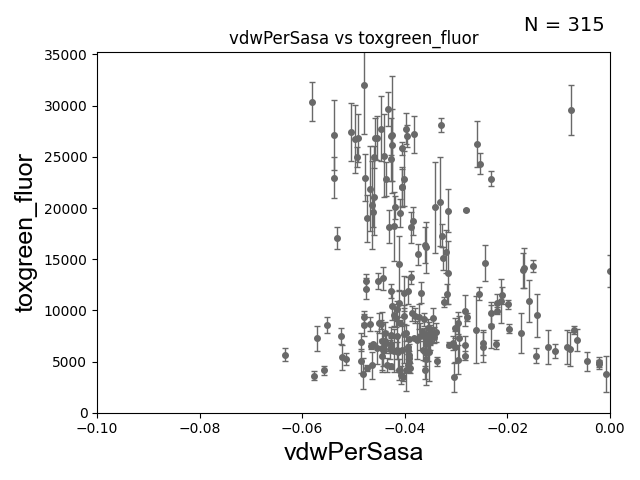 N = 315
vdwPerSasa vs toxgreen_fluor
toxgreen_fluor
35000
30000
25000
20000
15000
10000
5000
0
−0.10 −0.08 −0.06 −0.04 −0.02 0.00
vdwPerSasa